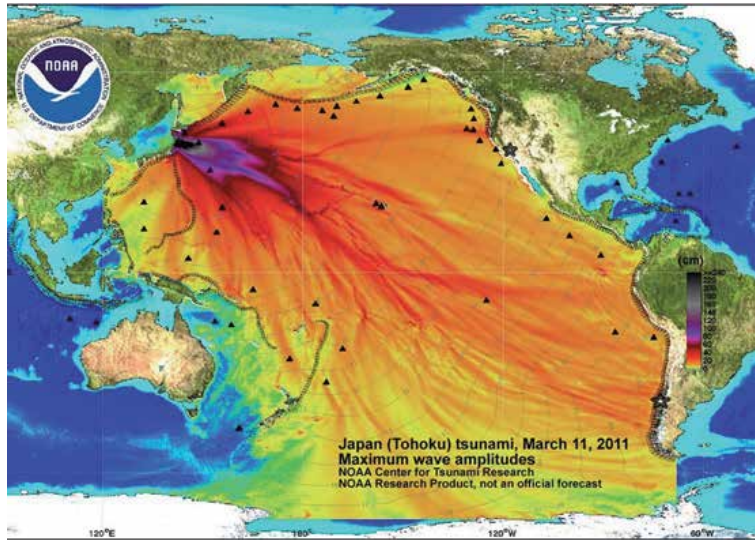 NATIONAL OCEANIC AND ATMOSPHERIC ADMINISTRATION
U.S. DEPARTMENT OF COMMERCE
NOAA
(cm)
Japan (Tohoku) tsunami, March 11, 2011
Maximum wave amplitudes
NOAA Center for Tsunami Research
NOAA Research Product, not an official forecast
120°E
180°
120°W
60°W